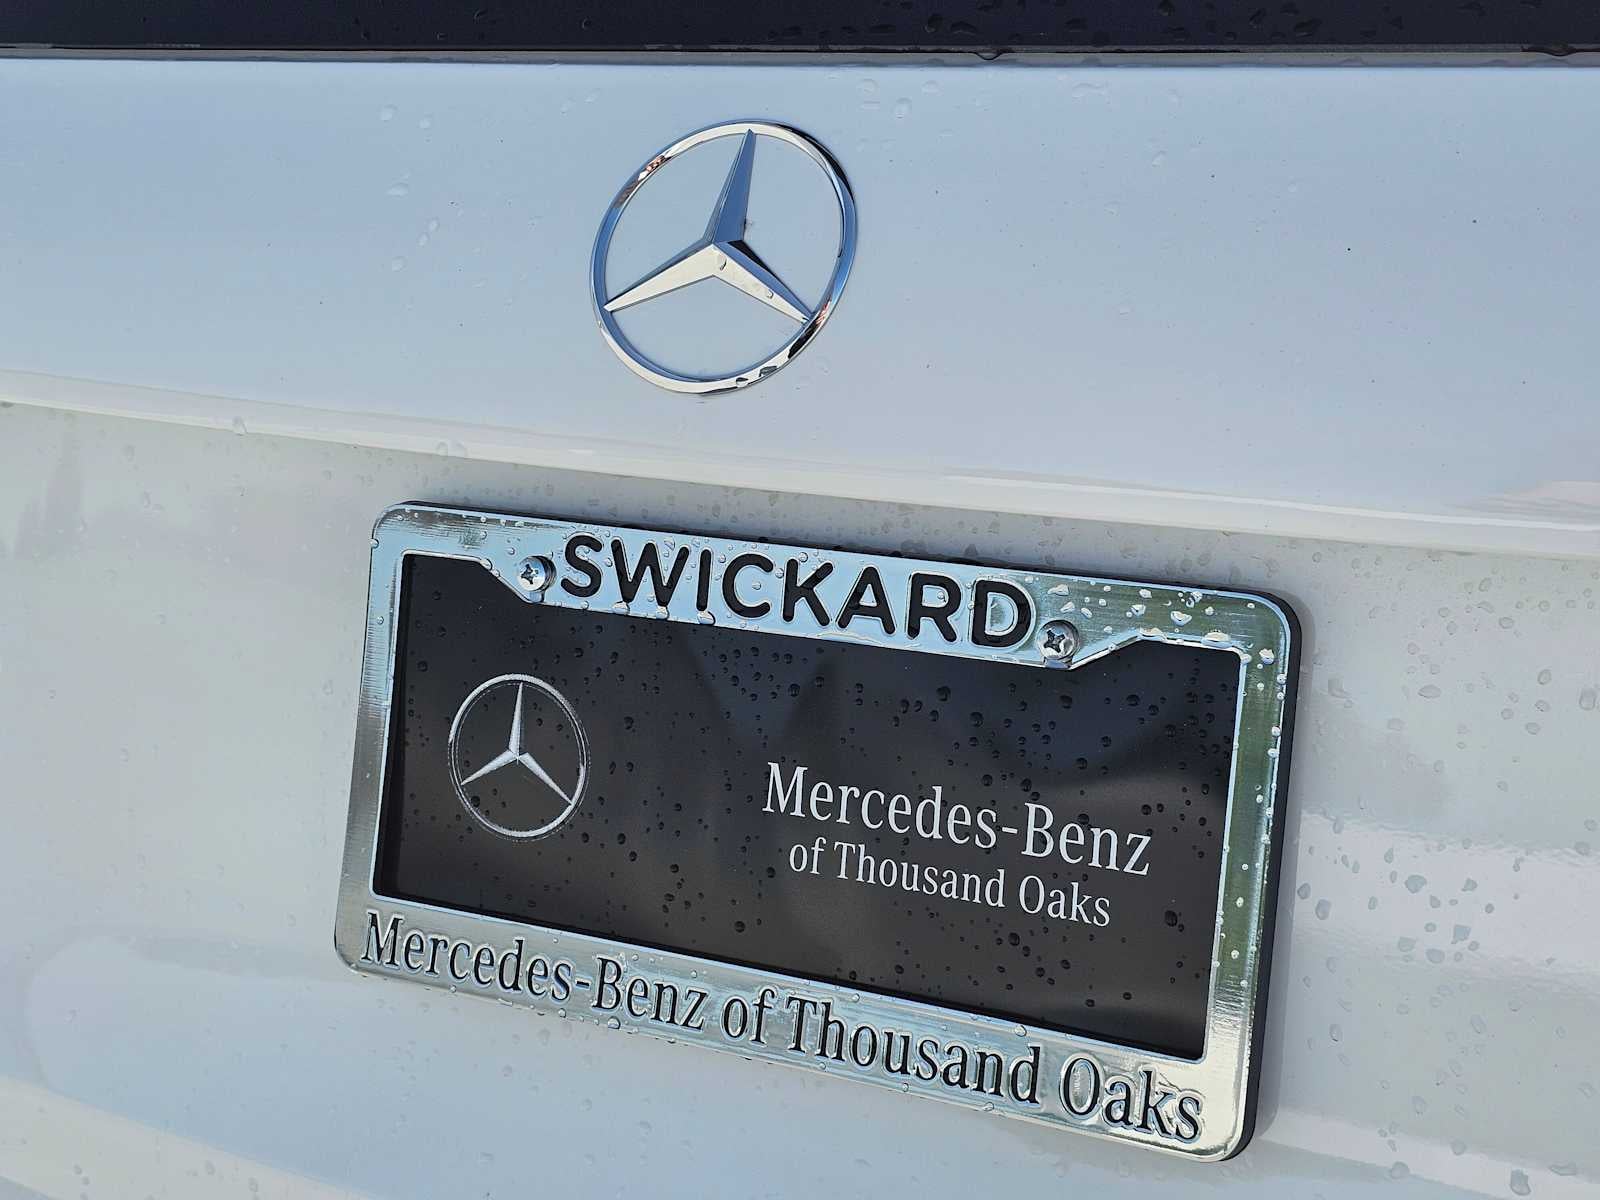 SWICKARD
Mercedes-Benz
of Thousand Oaks
Mercedes-Benz of Thousand Oaks